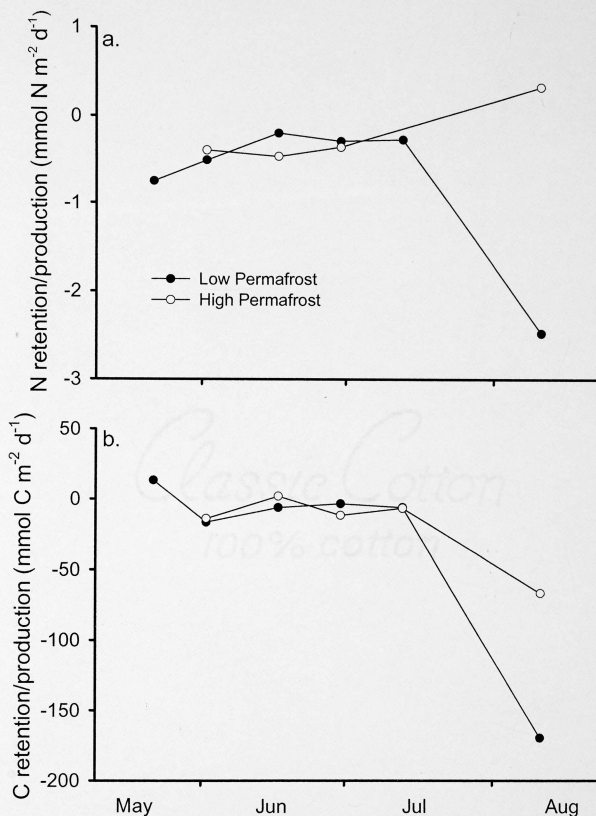 a.
N retention/production (mmol N m-2 d-1)
1
0
-1
-2
-3
Low Permafrost
High Permafrost
b.
C retention/production (mmol C m-2 d-1)
50
0
-50
-100
-150
-200
May Jun Jul Aug
Classic Cotton
100% cotton